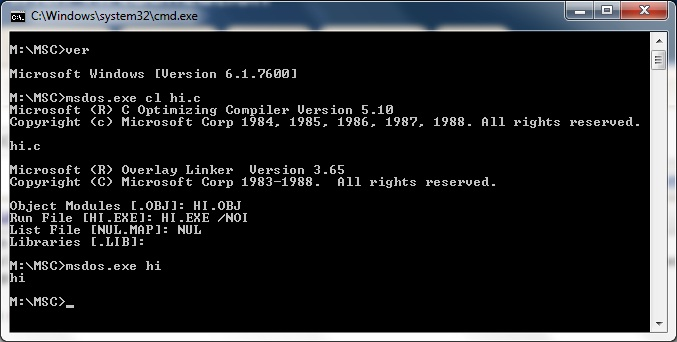 C:\Windows\system32\cmd.exe
M:\MSC>ver
Microsoft Windows [Version 6.1.7600]
M:\MSC>msdos.exe cl hi.c
Microsoft (R) C Optimizing Compiler Version 5.10
Copyright (c) Microsoft Corp 1984, 1985, 1986, 1987, 1988. All rights reserved.
hi.c
Microsoft (R) Overlay Linker  Version 3.65
Copyright (C) Microsoft Corp 1983-1988.  All rights reserved.
Object Modules [.OBJ]: HI.OBJ
Run File [HI.EXE]: HI.EXE /NOI
List File [NUL.MAP]: NUL
Libraries [.LIB]:
M:\MSC>msdos.exe hi
hi
M:\MSC>_